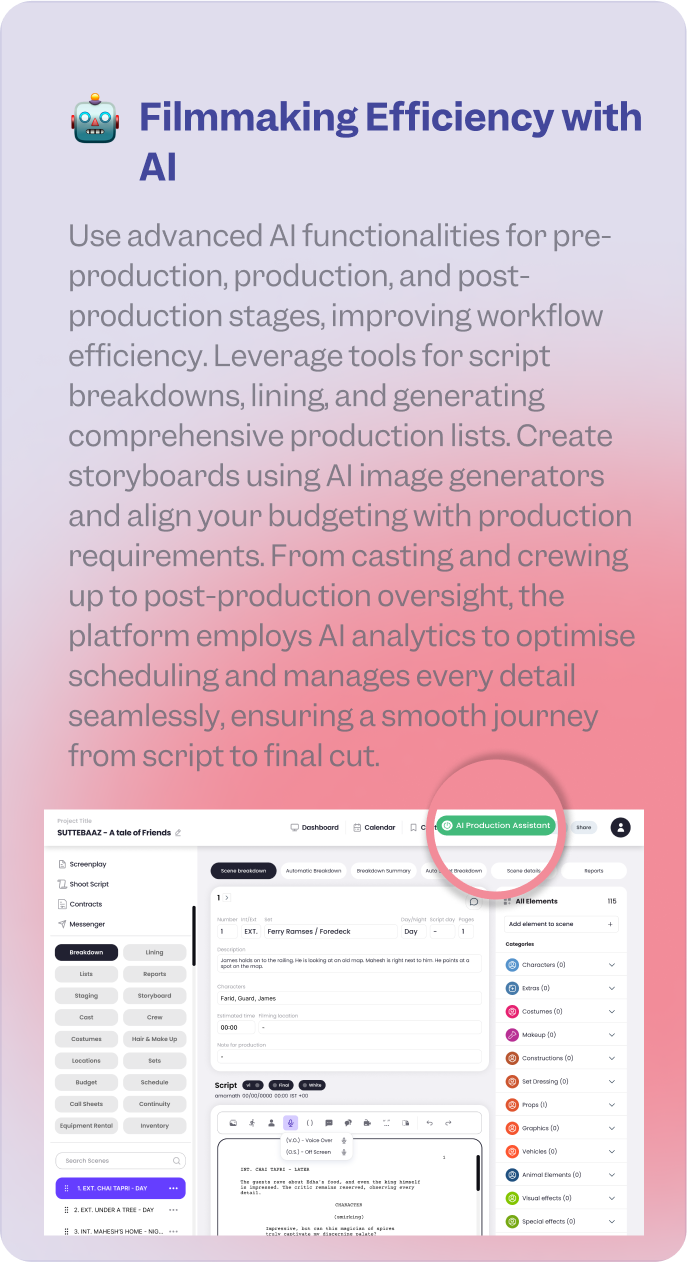 Filmmaking Efficiency with
AI
Use advanced AI functionalities for pre-
production, production, and post-
production stages, improving workflow
efficiency. Leverage tools for script
breakdowns, lining, and generating
comprehensive production lists. Create
storyboards using AI image generators
and align your budgeting with production
requirements. From casting and crewing
up to post-production oversight, the
platform employs AI analytics to optimise
scheduling and manages every detail
seamlessly, ensuring a smooth journey
from script to final cut.
Project Title
SUTTEBAAZ - A tale of Friends
Dashboard
Calendar
AI Production Assistant
Share
Screenplay
Shoot Script
Contracts
Messenger
Breakdown
Lining
Lists
Reports
Staging
Storyboard
Cast
Crew
Costumes
Hair & Make Up
Locations
Sets
Budget
Schedule
Call Sheets
Continuity
Equipment Rental
Inventory
Search Scenes
1. EXT. CHAI TAPRI - DAY
2. EXT. UNDER A TREE - DAY
3. INT. MAHESH'S HOME - NIG...
Scene breakdown
Automatic Breakdown
Breakdown Summary
Breakdown
Scene details
Reports
1
Number Int/Ext Set Day/Night Script day Pages
1 EXT. Ferry Ramses / Foredeck Day - 1
Description
James holds on to the railing. He is looking at an old map. Mahesh is right next to him. He points at a
spot on the map.
Characters
Farid, Guard, James
Estimated time Filming location
00:00 -
Note for production
-
Script v1 Final White
amarnath 00/00/0000 00:00 IST +00
(V.O.) - Voice Over
(O.S.) - Off Screen
1
INT. CHAI TAPRI - LATER
The guests rave about Edha's food, and even the king himself
is impressed. The critic remains reserved, observing every
detail.
CHARACTER
(smirking)
Impressive, but can this magician of spices
truly captivate my discerning palate?
All Elements 115
Add element to scene +
Categories
Characters (0)
Extras (0)
Costumes (0)
Makeup (0)
Constructions (0)
Set Dressing (0)
Props (1)
Graphics (0)
Vehicles (0)
Animal Elements (0)
Visual effects (0)
Special effects (0)